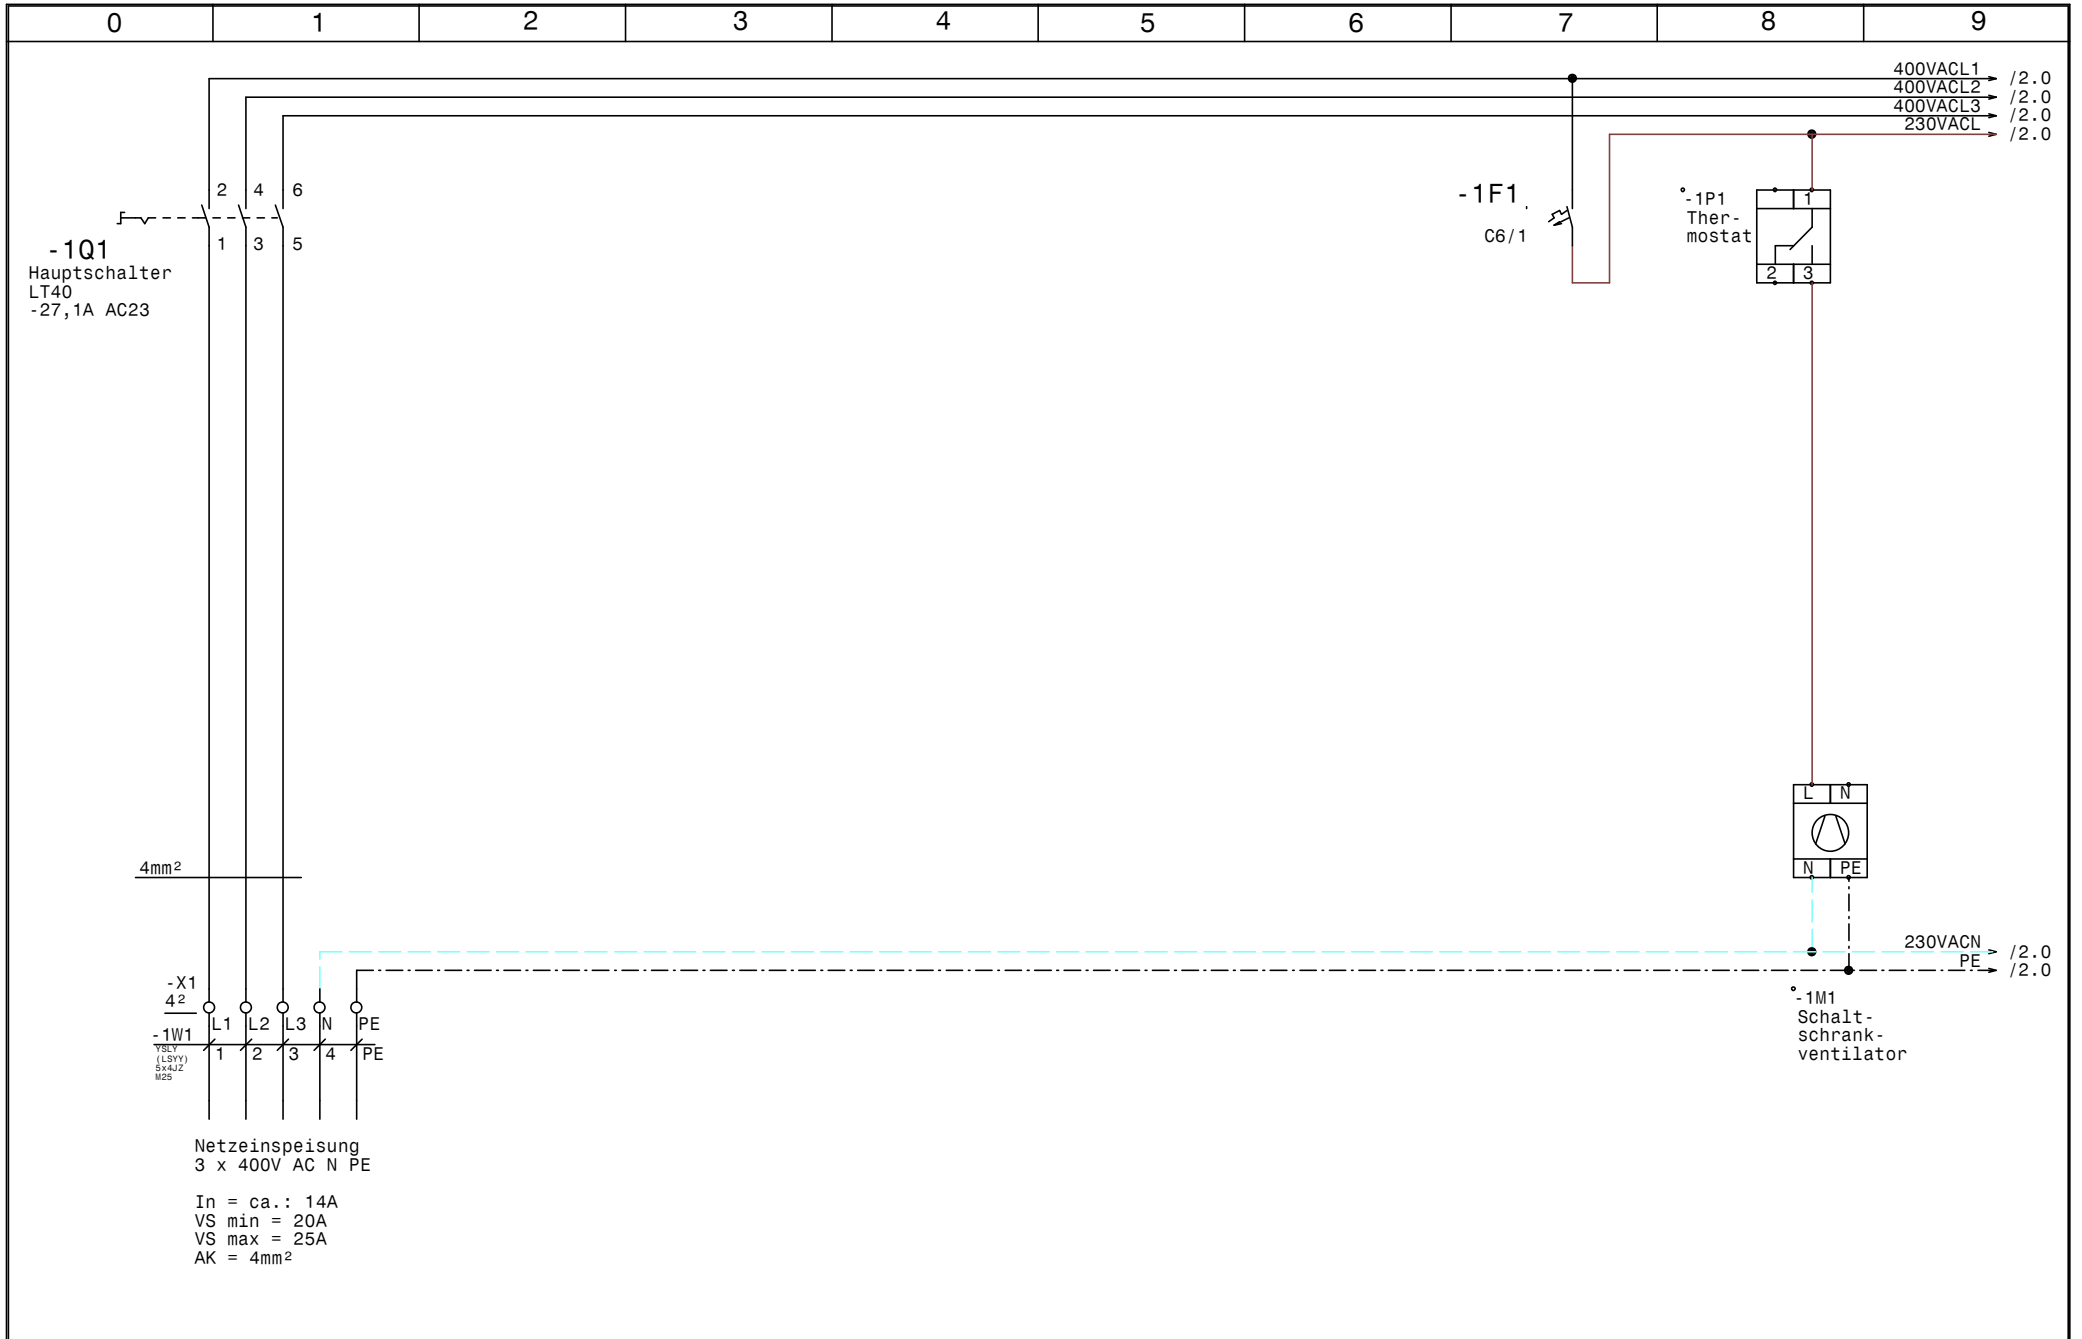 0 1 2 3 4 5 6 7 8 9
400VACL1 /2.0
400VACL2 /2.0
400VACL3 /2.0
230VACL /2.0
2 4 6
1 3 5
-1Q1
Hauptschalter
LT40
-27,1A AC23
-1F1
C6/1
-1P1
Ther-
mostat
1
2 3
L N
N PE
4mm²
230VACN /2.0
PE /2.0
-X1
4²
L1 L2 L3 N PE
-1W1
1 2 3 4 PE
YSLY
(LSYY)
5x4JZ
M25
-1M1
Schalt-
schrank-
ventilator
Netzeinspeisung
3 x 400V AC N PE
In = ca.: 14A
VS min = 20A
VS max = 25A
AK = 4mm²